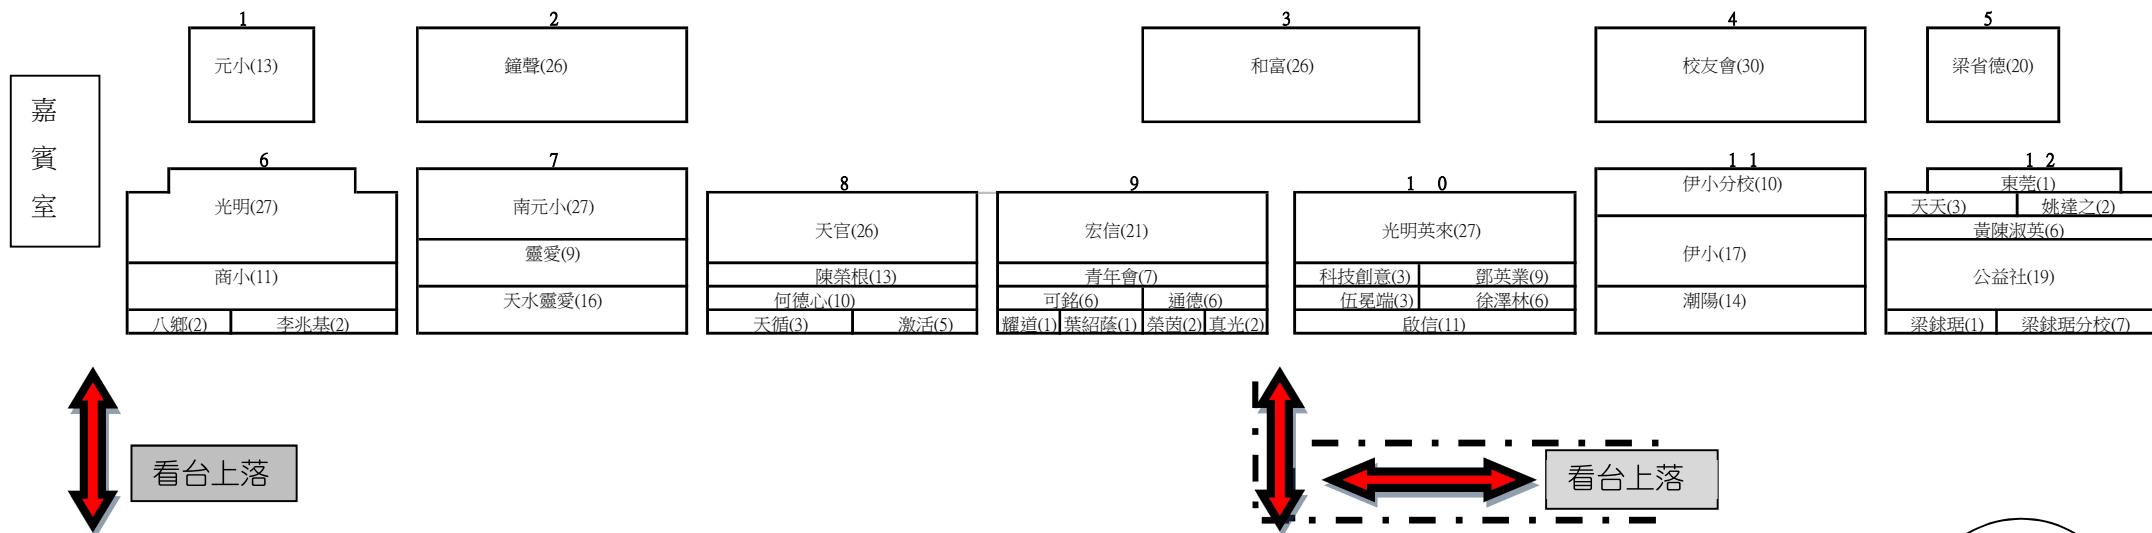 1
2
3
4
5
元小(13)
鐘聲(26)
和富(26)
校友會(30)
梁省德(20)
嘉賓室
6
光明(27)
商小(11)
八鄉(2)
李兆基(2)
7
南元小(27)
靈愛(9)
天水靈愛(16)
8
天官(26)
陳榮根(13)
何德心(10)
天循(3)
激活(5)
9
宏信(21)
青年會(7)
可銘(6)
通德(6)
耀道(1)
葉紹蔭(1)
榮茵(2)
真光(2)
10
光明英來(27)
科技創意(3)
鄧英業(9)
伍冕端(3)
徐澤林(6)
啟信(11)
11
伊小分校(10)
伊小(17)
潮陽(14)
12
東莞(1)
天天(3)
姚達之(2)
黃陳淑英(6)
公益社(19)
梁銶琚(1)
梁銶琚分校(7)
看台上落
看台上落